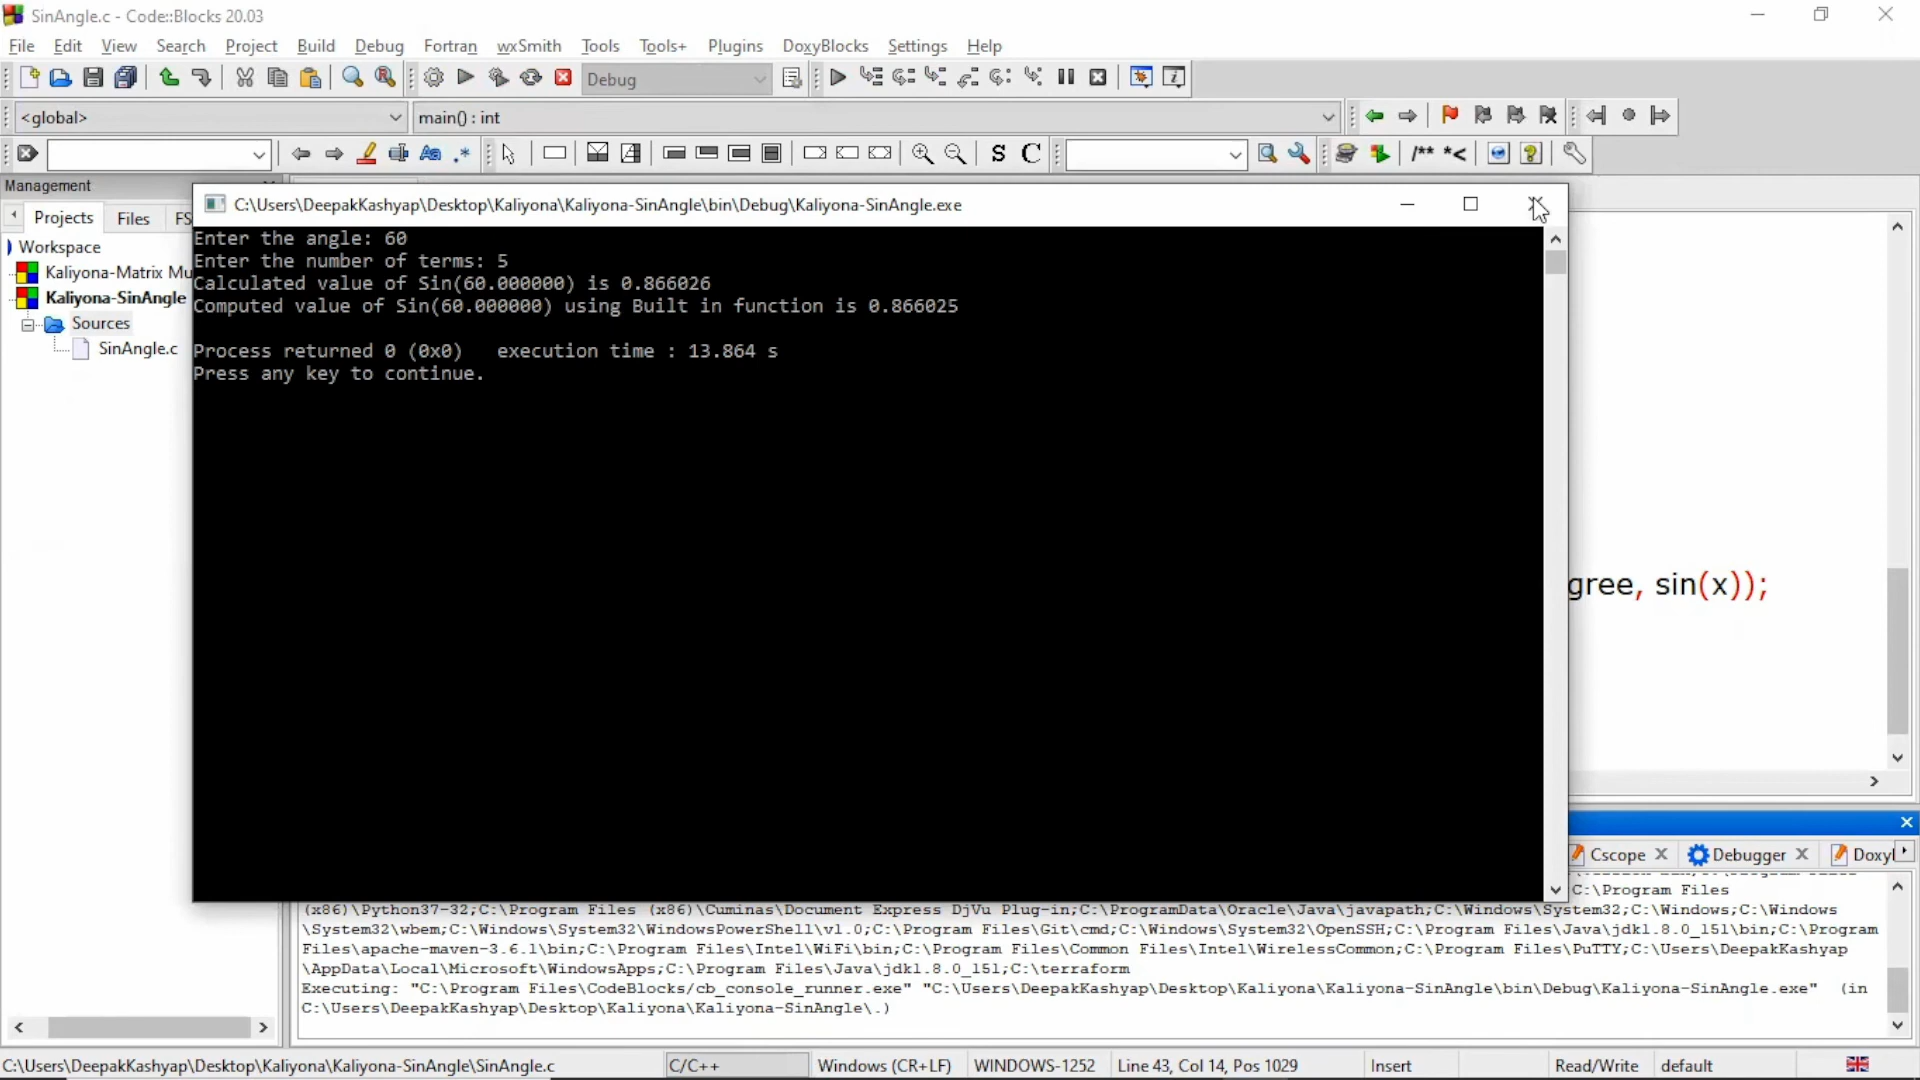 SinAngle.c - Code::Blocks 20.03
File Edit View Search Project Build Debug Fortran wxSmith Tools Tools+ Plugins DoxyBlocks Settings Help
Debug
<global> main() : int
S C /** *<
Management
Projects Files FS
C:\Users\DeepakKashyap\Desktop\Kaliyona\Kaliyona-SinAngle\bin\Debug\Kaliyona-SinAngle.exe
Workspace
Kaliyona-Matrix Mu
Kaliyona-SinAngle
Sources
SinAngle.c
Enter the angle: 60
Enter the number of terms: 5
Calculated value of Sin(60.000000) is 0.866026
Computed value of Sin(60.000000) using Built in function is 0.866025
Process returned 0 (0x0) execution time : 13.864 s
Press any key to continue.
gree, sin(x));
Cscope Debugger Doxyl
C:\Program Files
(x86)\Python37-32;C:\Program Files (x86)\Cuminas\Document Express DjVu Plug-in;C:\ProgramData\Oracle\Java\javapath;C:\Windows\System32;C:\Windows;C:\Windows
\System32\wbem;C:\Windows\System32\WindowsPowerShell\v1.0;C:\Program Files\Git\cmd;C:\Windows\System32\OpenSSH;C:\Program Files\Java\jdk1.8.0_151\bin;C:\Program
Files\apache-maven-3.6.1\bin;C:\Program Files\Intel\WiFi\bin;C:\Program Files\Common Files\Intel\WirelessCommon;C:\Program Files\PuTTY;C:\Users\DeepakKashyap
\AppData\Local\Microsoft\WindowsApps;C:\Program Files\Java\jdk1.8.0_151;C:\terraform
Executing: "C:\Program Files\CodeBlocks/cb_console_runner.exe" "C:\Users\DeepakKashyap\Desktop\Kaliyona\Kaliyona-SinAngle\bin\Debug\Kaliyona-SinAngle.exe" (in
C:\Users\DeepakKashyap\Desktop\Kaliyona\Kaliyona-SinAngle\.)
C:\Users\DeepakKashyap\Desktop\Kaliyona\Kaliyona-SinAngle\SinAngle.c C/C++ Windows (CR+LF) WINDOWS-1252 Line 43, Col 14, Pos 1029 Insert Read/Write default